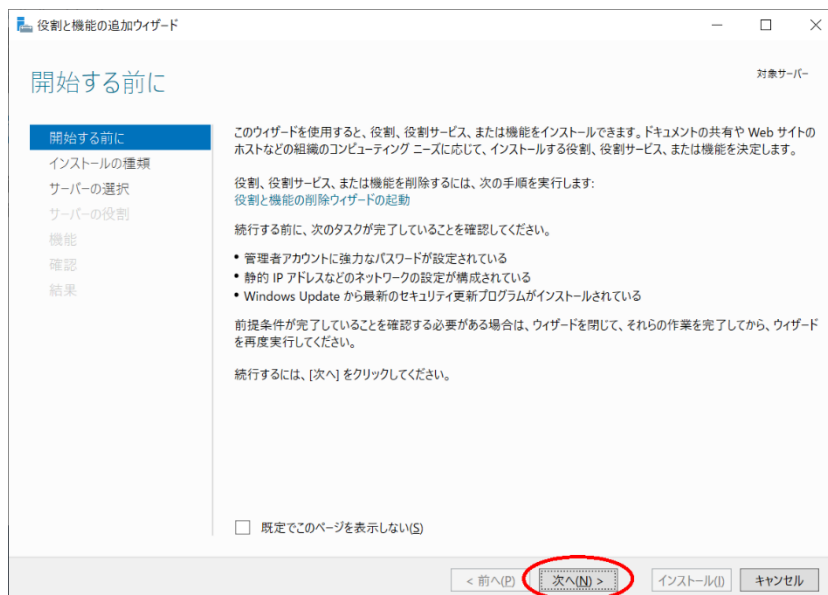 役割と機能の追加ウィザード
開始する前に
対象サーバー
開始する前に
インストールの種類
サーバーの選択
サーバーの役割
機能
確認
結果
このウィザードを使用すると、役割、役割サービス、または機能をインストールできます。ドキュメントの共有や Web サイトの
ホストなどの組織のコンピューティング ニーズに応じて、インストールする役割、役割サービス、または機能を決定します。
役割、役割サービス、または機能を削除するには、次の手順を実行します:
役割と機能の削除ウィザードの起動
続行する前に、次のタスクが完了していることを確認してください。
• 管理者アカウントに強力なパスワードが設定されている
• 静的 IP アドレスなどのネットワークの設定が構成されている
• Windows Update から最新のセキュリティ更新プログラムがインストールされている
前提条件が完了していることを確認する必要がある場合は、ウィザードを閉じて、それらの作業を完了してから、ウィザード
を再度実行してください。
続行するには、[次へ] をクリックしてください。
既定でこのページを表示しない(S)
< 前へ(P) 次へ(N) > インストール(I) キャンセル